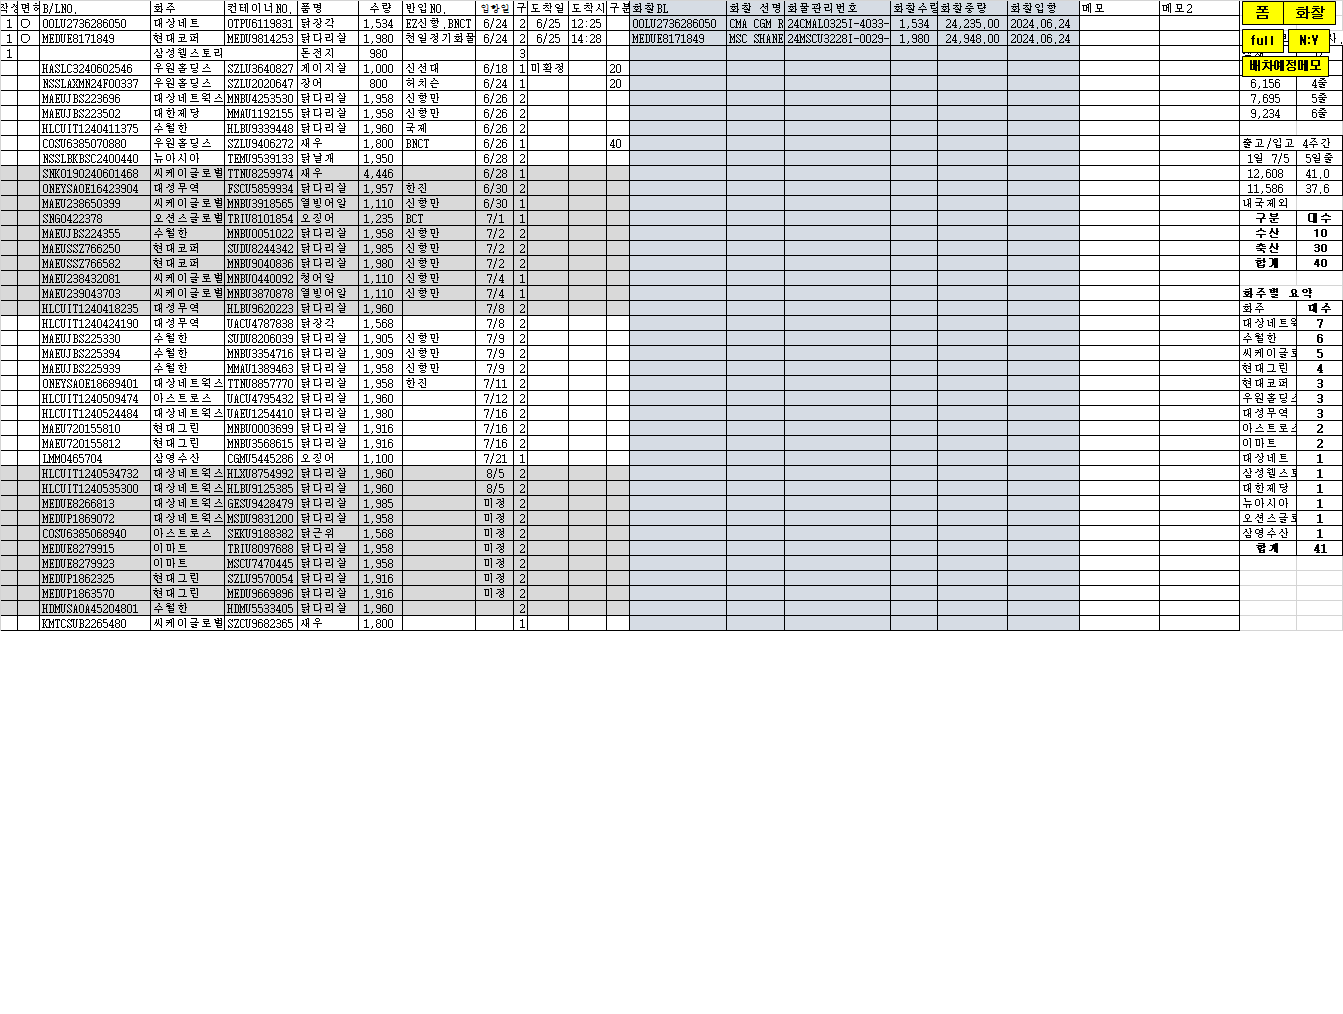 B/LNO. 화주 컨테이너NO. 품명 수량 반입NO. 입항일 구 도착일 도착시 구분 화찰BL 화찰 선명 화물관리번호 화찰수량 화찰중량 화찰입항 메모 메모2 폼 화찰
1 O OOLU2736286050 대상네트 OTPU6119831 닭장각 1,534 EZ신항.BNCT 6/24 2 6/25 12:25 OOLU2736286050 CMA CGM R 24CMAL0325I-4033- 1,534 24,235.00 2024.06.24
1 O MEDUE8171849 현대코퍼 MEDU9814253 닭다리살 1,980 천일정기화물 6/24 2 6/25 14:28 MEDUE8171849 MSC SHANE 24MSCU3228I-0029- 1,980 24,948.00 2024.06.24 full N:Y
1 삼성웰스토리 돈전지 980 3
HASLC3240602546 우원홀딩스 SZLU3640827 게이지살 1,000 신선대 6/18 1 미확정 20 배차예정메모
NSSLAXMN24F00337 우원홀딩스 SZLU2020647 장어 800 허치슨 6/24 1 20 6,156 4줄
MAEUJBS223696 대상네트웍스 MNBU4253530 닭다리살 1,958 신항만 6/26 2 7,695 5줄
MAEUJBS223502 대한제당 MMAU1192155 닭다리살 1,958 신항만 6/26 2 9,234 6줄
HLCUIT1240411375 수월한 HLBU9339448 닭다리살 1,960 국제 6/26 2
COSU6385070880 우원홀딩스 SZLU9406272 새우 1,800 BNCT 6/26 1 40 출고/입고 4주간
NSSLBKBSC2400440 뉴아시아 TEMU9539133 닭날개 1,950 6/28 2 1일 7/5 5일줄
SNKO190240601468 씨케이글로벌 TTNU8259974 새우 4,446 6/28 1 12,608 41.0
ONEYSAOE16423904 대성무역 FSCU5859934 닭다리살 1,957 한진 6/30 2 11,586 37.6
MAEU238650399 씨케이글로벌 MNBU3918565 열빙어알 1,110 신항만 6/30 1 내국제외
SNGO422378 오션스글로벌 TRIU8101854 오징어 1,235 BCT 7/1 1 구분 대수
MAEUJBS224355 수월한 MNBU0051022 닭다리살 1,958 신항만 7/2 2 수산 10
MAEUSSZ766250 현대코퍼 SUDU8244342 닭다리살 1,985 신항만 7/2 2 축산 30
MAEUSSZ766582 현대코퍼 MNBU9040836 닭다리살 1,980 신항만 7/2 2 합계 40
MAEU238432081 씨케이글로벌 MNBU0440092 청어알 1,110 신항만 7/4 1
MAEU239043703 씨케이글로벌 MNBU3870878 열빙어알 1,110 신항만 7/4 1 화주별 요약
HLCUIT1240418235 대성무역 HLBU9620223 닭다리살 1,960 7/8 2 화주 대수
HLCUIT1240424190 대성무역 UACU4787838 닭장각 1,568 7/8 2 대상네트웍 7
MAEUJBS225330 수월한 SUDU8206039 닭다리살 1,905 신항만 7/9 2 수월한 6
MAEUJBS225394 수월한 MNBU3354716 닭다리살 1,909 신항만 7/9 2 씨케이글로 5
MAEUJBS225939 수월한 MMAU1389463 닭다리살 1,958 신항만 7/9 2 현대그린 4
ONEYSAOE18689401 대상네트웍스 TTNU8857770 닭다리살 1,958 한진 7/11 2 현대코퍼 3
HLCUIT1240509474 아스트로스 UACU4795432 닭다리살 1,960 7/12 2 우원홀딩스 3
HLCUIT1240524484 대상네트웍스 UAEU1254410 닭다리살 1,980 7/16 2 대성무역 3
MAEU720155810 현대그린 MNBU0003699 닭다리살 1,916 7/16 2 아스트로스 2
MAEU720155812 현대그린 MNBU3568615 닭다리살 1,916 7/16 2 이마트 2
LMM0465704 삼영수산 CGMU5445286 오징어 1,100 7/21 1 대상네트 1
HLCUIT1240534732 대상네트웍스 HLXU8754992 닭다리살 1,960 8/5 2 삼성웰스토 1
HLCUIT1240535300 대상네트웍스 HLBU9125385 닭다리살 1,960 8/5 2 대한제당 1
MEDUE8266813 대상네트웍스 GESU9428479 닭다리살 1,985 미정 2 뉴아시아 1
MEDUP1869072 대상네트웍스 MSDU9831200 닭다리살 1,958 미정 2 오션스글로 1
COSU6385068940 아스트로스 SEKU9188382 닭근위 1,568 미정 2 삼영수산 1
MEDUE8279915 이마트 TRIU8097688 닭다리살 1,958 미정 2 합계 41
MEDUE8279923 이마트 MSCU7470445 닭다리살 1,958 미정 2
MEDUP1862325 현대그린 SZLU9570054 닭다리살 1,916 미정 2
MEDUP1863570 현대그린 MEDU9669896 닭다리살 1,916 미정 2
HDMUSAOA45204801 수월한 HDMU5533405 닭다리살 1,960 2
KMTCSUB2265480 씨케이글로벌 SZCU9682365 새우 1,800 1